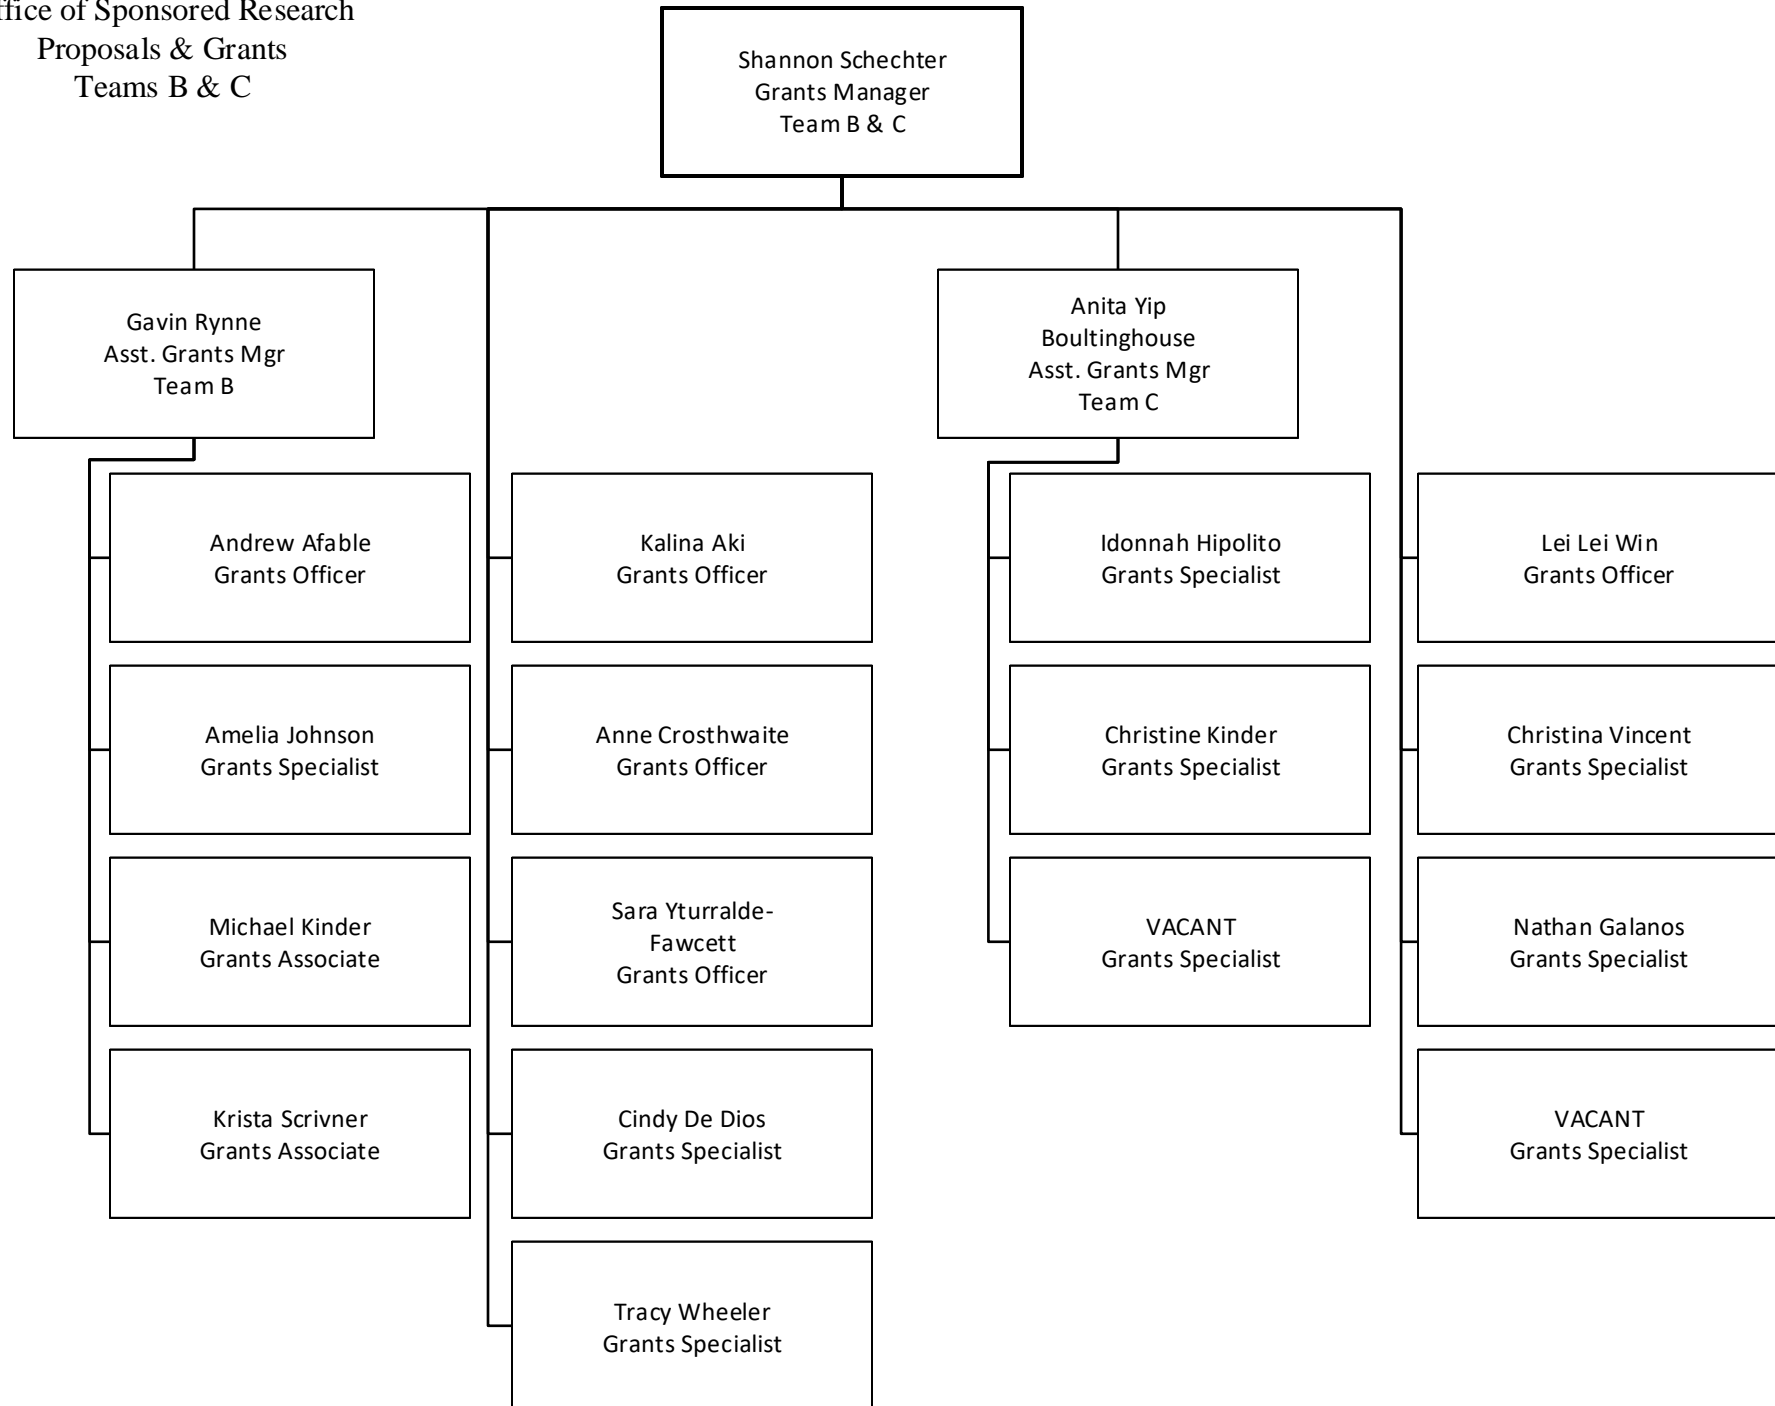 Proposals & Grants
of Sponsored Research
Teams B & C
Shannon Schechter
Grants Manager
Team B & C
Gavin Rynne
Asst. Grants Mgr
Team B
Anita Yip
Boultinghouse
Asst. Grants Mgr
Team C
Andrew Afable
Grants Officer
Kalina Aki
Grants Officer
Idonnah Hipolito
Grants Specialist
Lei Lei Win
Grants Officer
Amelia Johnson
Grants Specialist
Anne Crosthwaite
Grants Officer
Christine Kinder
Grants Specialist
Christina Vincent
Grants Specialist
Michael Kinder
Grants Associate
Sara Yturralde-
Fawcett
Grants Officer
VACANT
Grants Specialist
Nathan Galanos
Grants Specialist
Krista Scrivner
Grants Associate
Cindy De Dios
Grants Specialist
VACANT
Grants Specialist
Tracy Wheeler
Grants Specialist